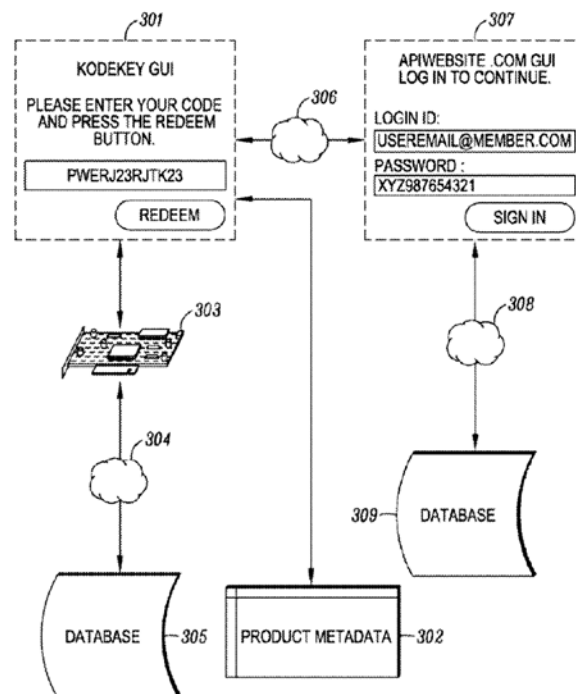 301
KODEKEY GUI
PLEASE ENTER YOUR CODE
AND PRESS THE REDEEM
BUTTON.
PWERJ23RJTK23
REDEEM
306
307
APIWEBSITE .COM GUI
LOG IN TO CONTINUE.
LOGIN ID:
USEREMAIL@MEMBER.COM
PASSWORD :
XYZ987654321
SIGN IN
303
308
304
309
DATABASE
DATABASE
305
PRODUCT METADATA
302